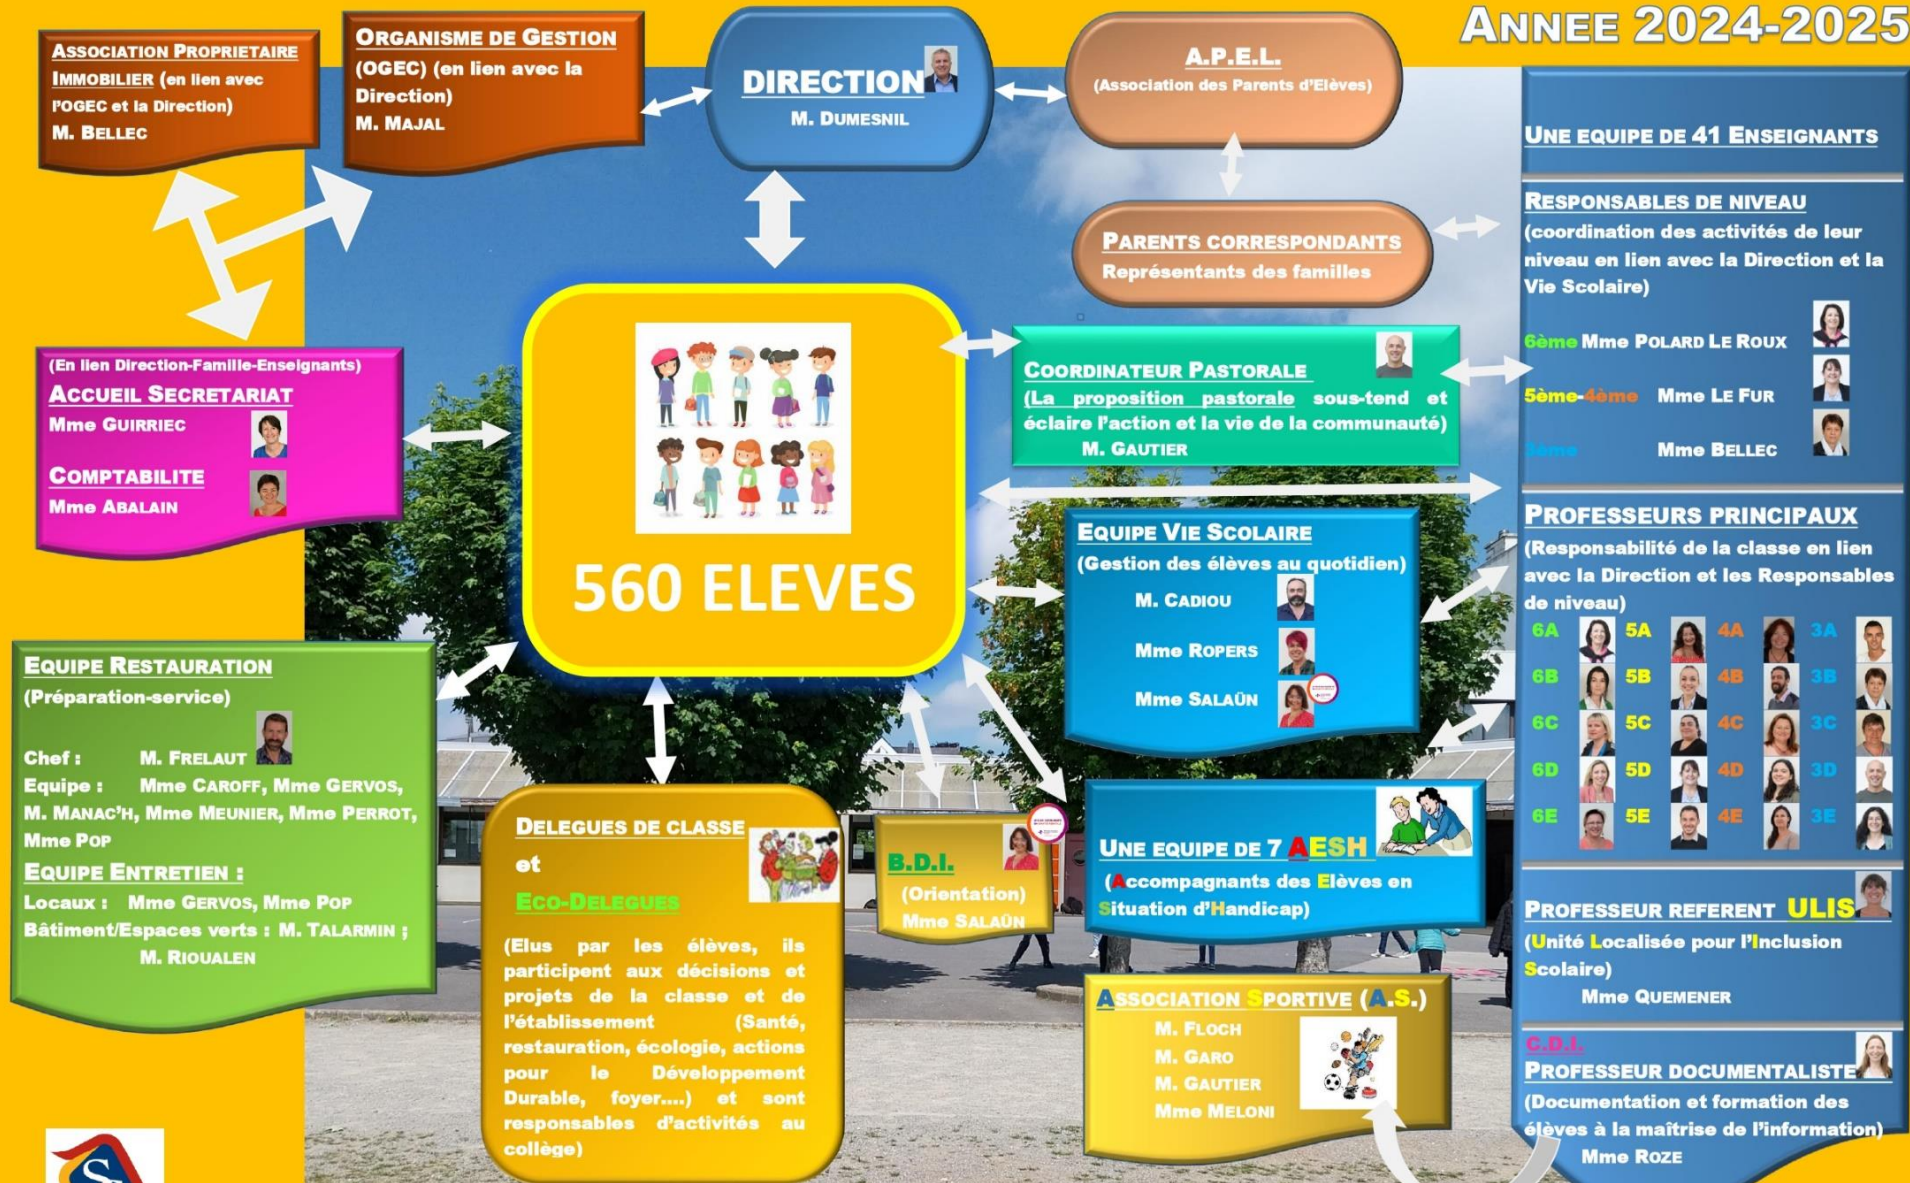 ANNEE 2024-2025
ASSOCIATION PROPRIETAIRE
IMMOBILIER (en lien avec
l'OGEC et la Direction)
M. BELLEC
ORGANISME DE GESTION
(OGEC) (en lien avec la
Direction)
M. MAJAL
DIRECTION
M. DUMESNIL
A.P.E.L.
(Association des Parents d'Elèves)
PARENTS CORRESPONDANTS
Représentants des familles
(En lien Direction-Famille-Enseignants)
ACCUEIL SECRETARIAT
Mme GUIRRIEC
COMPTABILITE
Mme ABALAIN
560 ELEVES
COORDINATEUR PASTORALE
(La proposition pastorale sous-tend et
éclaire l'action et la vie de la communauté)
M. GAUTIER
EQUIPE VIE SCOLAIRE
(Gestion des élèves au quotidien)
M. CADIOU
Mme ROPERS
Mme SALAÜN
EQUIPE RESTAURATION
(Préparation-service)
Chef : M. FRELAUT
Equipe : Mme CAROFF, Mme GERVOS,
M. MANAC'H, Mme MEUNIER, Mme PERROT,
Mme POP
EQUIPE ENTRETIEN :
Locaux : Mme GERVOS, Mme POP
Bâtiment/Espaces verts : M. TALARMIN ;
M. RIOUALEN
DELEGUES DE CLASSE
et
ECO-DELEGUES
(Elus par les élèves, ils
participent aux décisions et
projets de la classe et de
l'établissement (Santé,
restauration, écologie, actions
pour le Développement
Durable, foyer....) et sont
responsables d'activités au
collège)
B.D.I.
(Orientation)
Mme SALAÜN
UNE EQUIPE DE 7 AESH
(Accompagnants des Elèves en
Situation d'Handicap)
ASSOCIATION SPORTIVE (A.S.)
M. FLOCH
M. GARO
M. GAUTIER
Mme MELONI
UNE EQUIPE DE 41 ENSEIGNANTS
RESPONSABLES DE NIVEAU
(coordination des activités de leur
niveau en lien avec la Direction et la
Vie Scolaire)
6ème Mme POLARD LE ROUX
5ème-4ème Mme LE FUR
3ème Mme BELLEC
PROFESSEURS PRINCIPAUX
(Responsabilité de la classe en lien
avec la Direction et les Responsables
de niveau)
6A 5A 4A 3A
6B 5B 4B 3B
6C 5C 4C 3C
6D 5D 4D 3D
6E 5E 4E 3E
PROFESSEUR REFERENT ULIS
(Unité Localisée pour l'Inclusion
Scolaire)
Mme QUEMENER
C.D.I.
PROFESSEUR DOCUMENTALISTE
(Documentation et formation des
élèves à la maîtrise de l'information)
Mme ROZE
S